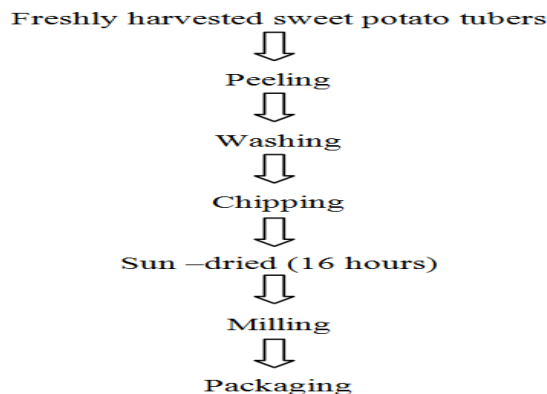 Freshly harvested sweet potato tubers
Peeling
Washing
Chipping
Sun –dried (16 hours)
Milling
Packaging